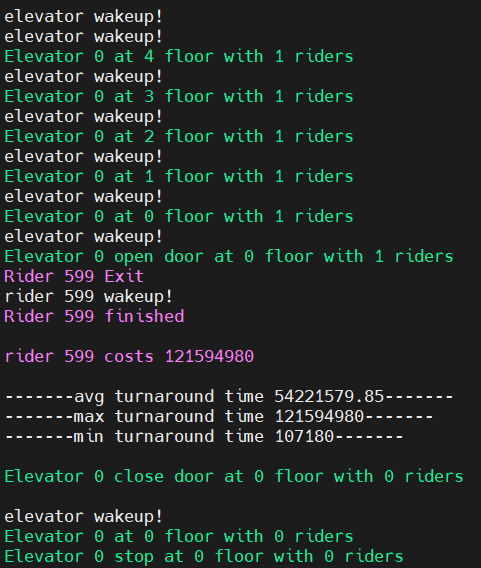 elevator wakeup!
elevator wakeup!
Elevator 0 at 4 floor with 1 riders
elevator wakeup!
Elevator 0 at 3 floor with 1 riders
elevator wakeup!
Elevator 0 at 2 floor with 1 riders
elevator wakeup!
Elevator 0 at 1 floor with 1 riders
elevator wakeup!
Elevator 0 at 0 floor with 1 riders
elevator wakeup!
Elevator 0 open door at 0 floor with 1 riders
Rider 599 Exit
rider 599 wakeup!
Rider 599 finished
rider 599 costs 121594980
-------avg turnaround time 54221579.85-------
-------max turnaround time 121594980-------
-------min turnaround time 107180-------
Elevator 0 close door at 0 floor with 0 riders
elevator wakeup!
Elevator 0 at 0 floor with 0 riders
Elevator 0 stop at 0 floor with 0 riders